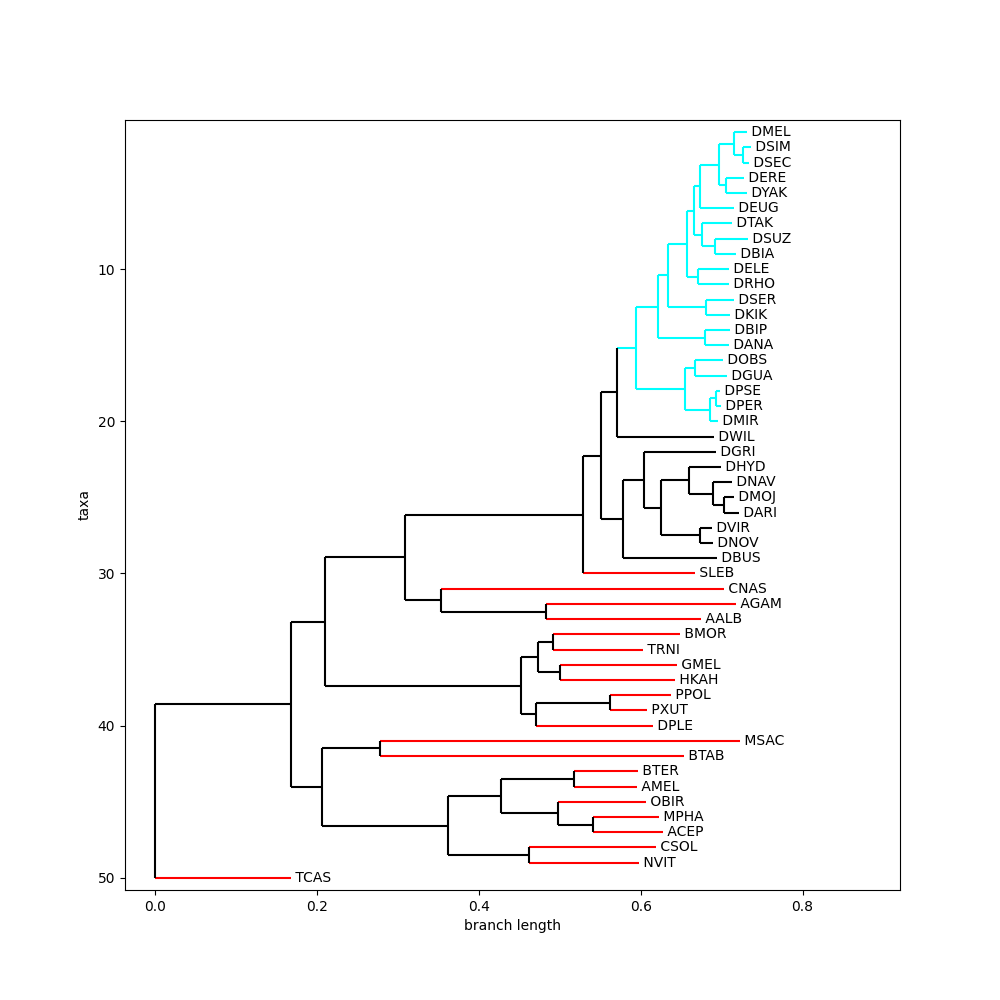 DMEL
DSIM
DSEC
DERE
DYAK
DEUG
DTAK
DSUZ
DBIA
10
DELE
DRHO
DSER
DKIK
DBIP
DANA
DOBS
DGUA
DPSE
DPER
20
DMIR
DWIL
DGRI
DHYD
DNAV
DMOJ
taxa
DARI
DVIR
DNOV
DBUS
30
SLEB
CNAS
AGAM
AALB
BMOR
TRNI
GMEL
HKAH
PPOL
PXUT
40
DPLE
MSAC
BTAB
BTER
AMEL
OBIR
MPHA
ACEP
CSOL
NVIT
50
TCAS
0.0 0.2 0.4 0.6 0.8
branch length